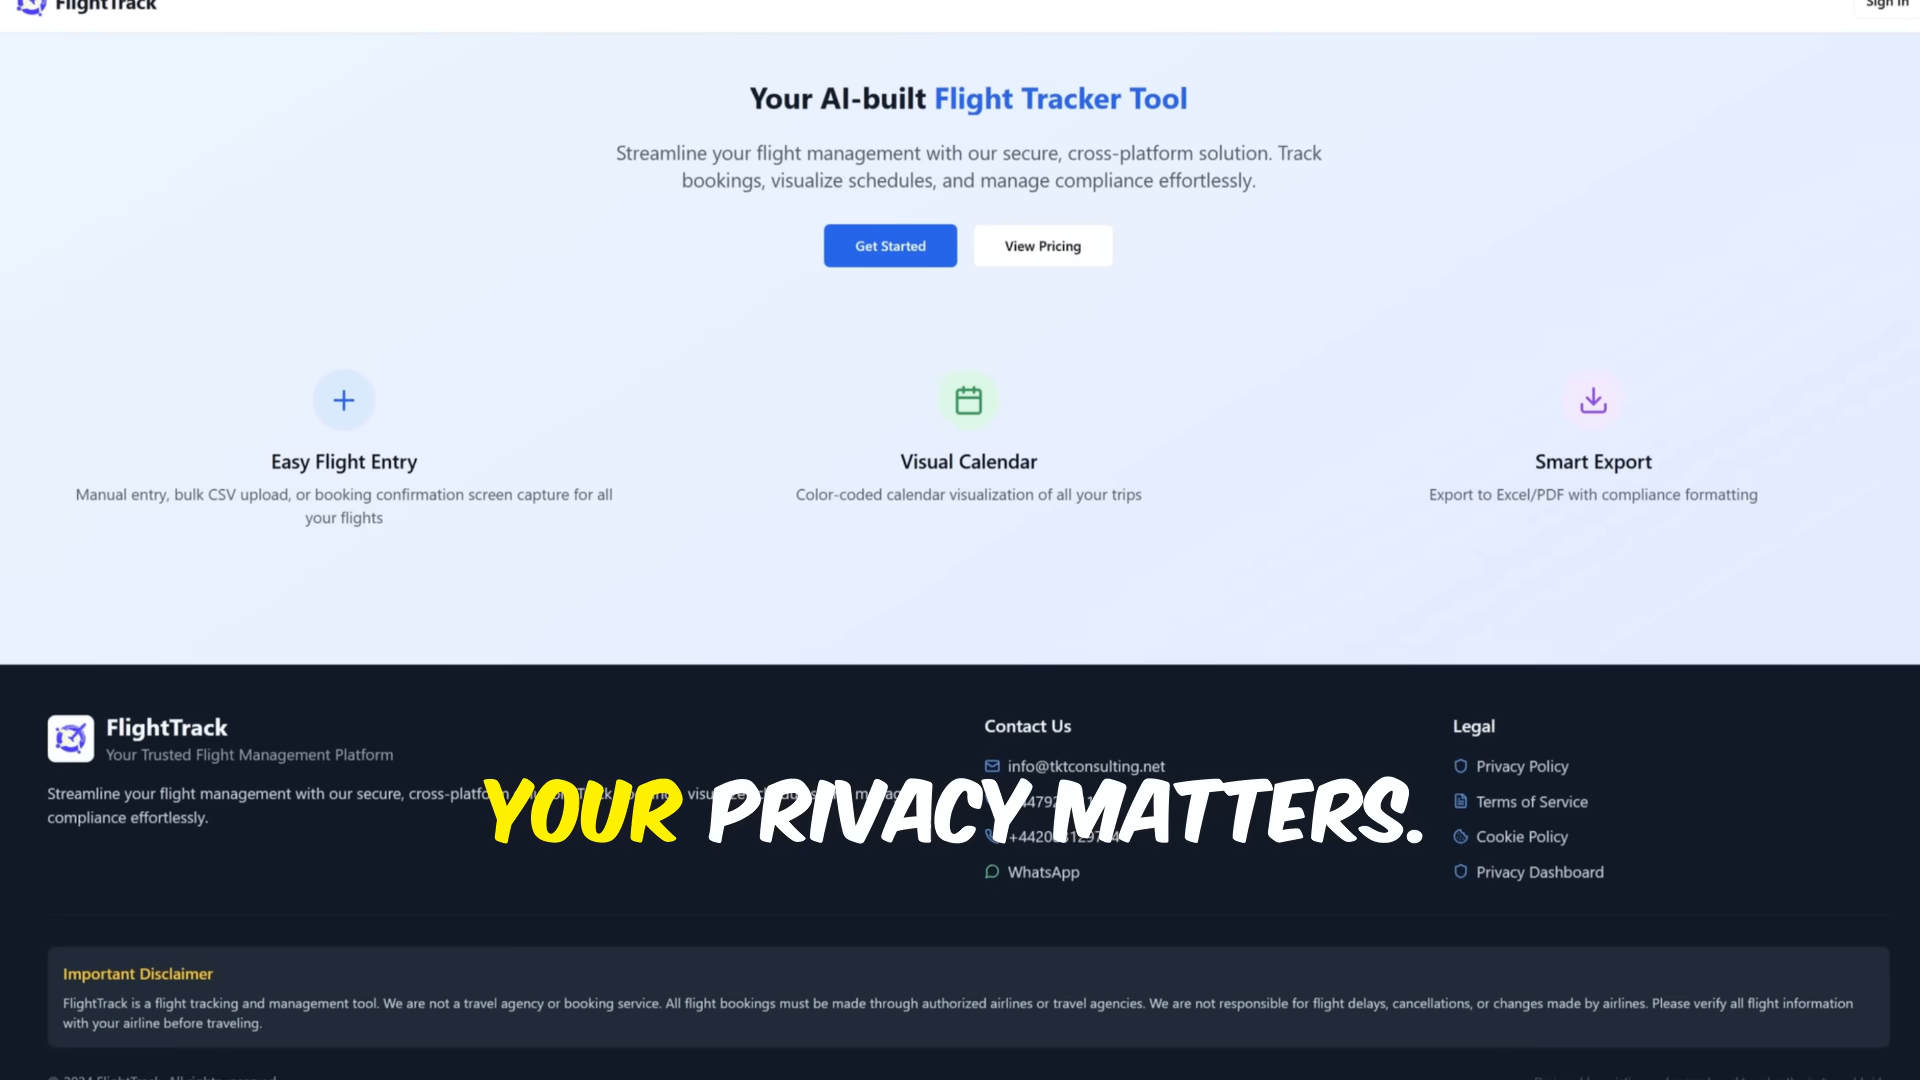 FlightTrack
Sign In
Your AI-built Flight Tracker Tool
Streamline your flight management with our secure, cross-platform solution. Track
bookings, visualize schedules, and manage compliance effortlessly.
Get Started
View Pricing
Easy Flight Entry
Manual entry, bulk CSV upload, or booking confirmation screen capture for all
your flights
Visual Calendar
Color-coded calendar visualization of all your trips
Smart Export
Export to Excel/PDF with compliance formatting
FlightTrack
Your Trusted Flight Management Platform
Streamline your flight management with our secure,
compliance effortlessly.
YOUR PRIVACY MATTERS.
Contact Us
info@tktconsulting.net
WhatsApp
Legal
Privacy Policy
Terms of Service
Cookie Policy
Privacy Dashboard
Important Disclaimer
FlightTrack is a flight tracking and management tool. We are not a travel agency or booking service. All flight bookings must be made through authorized airlines or travel agencies. We are not responsible for flight delays, cancellations, or changes made by airlines. Please verify all flight information
with your airline before traveling.